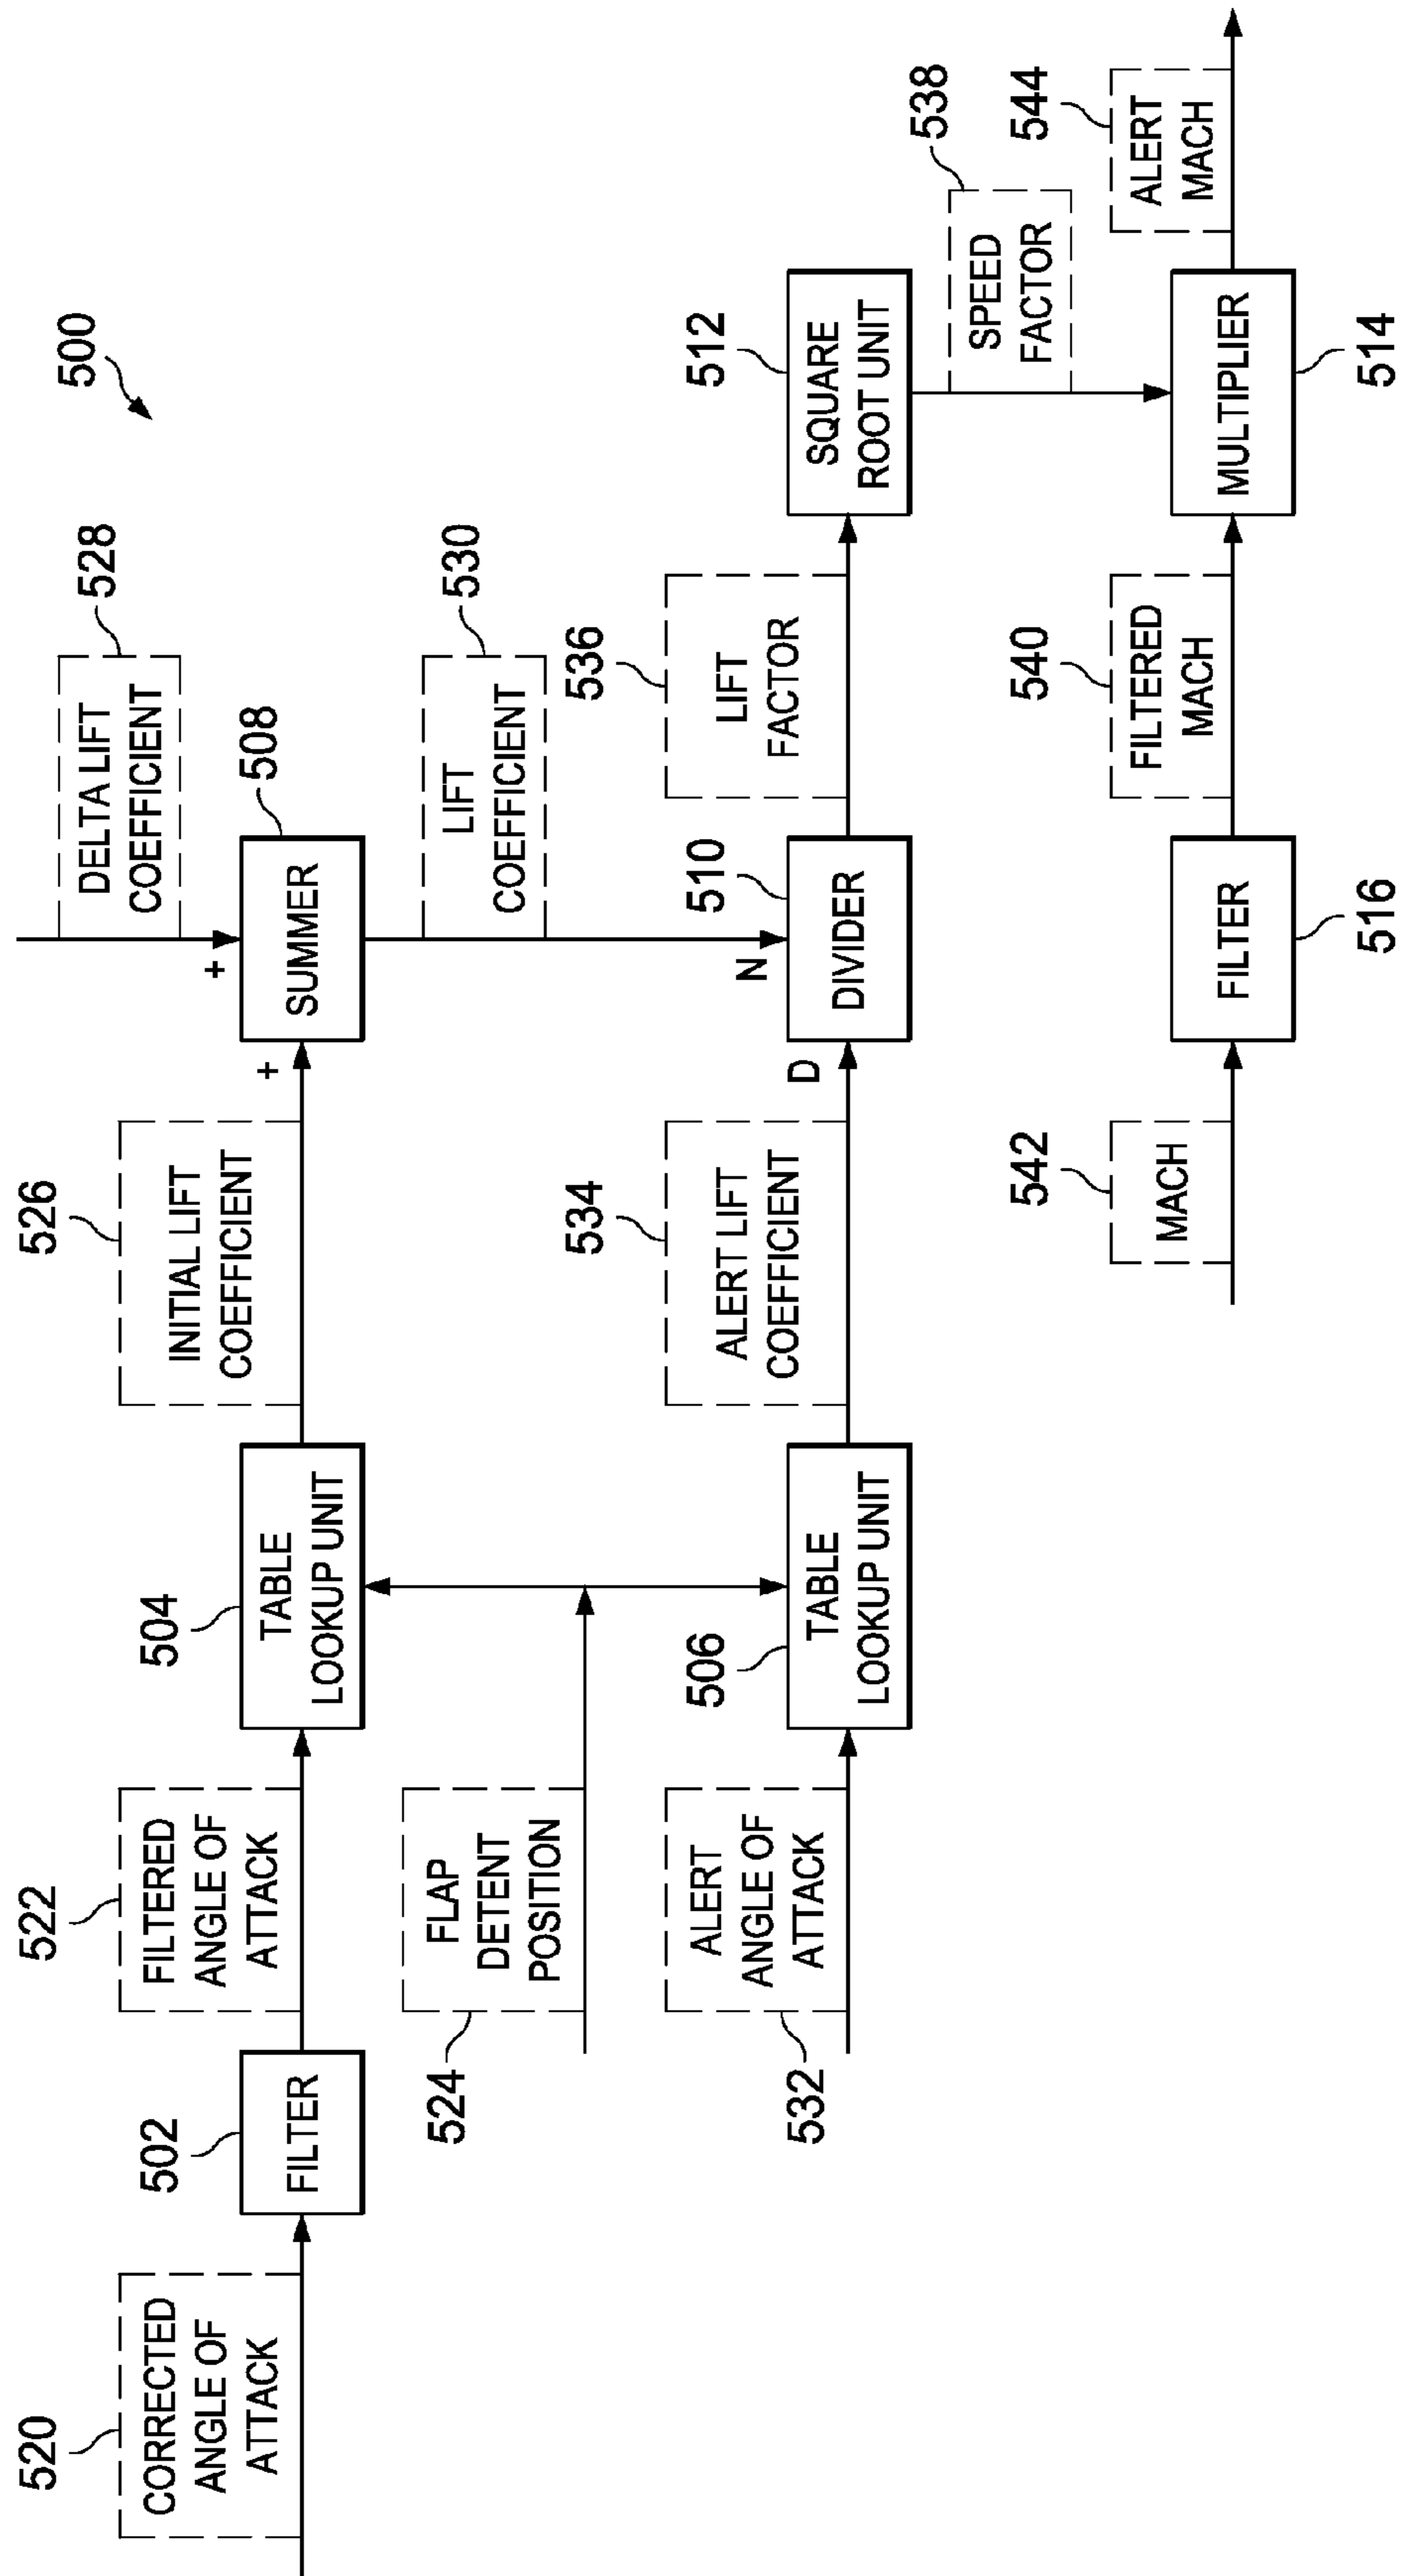 500
520
CORRECTED
ANGLE OF
ATTACK
502
FILTER
522
FILTERED
ANGLE OF
ATTACK
504
TABLE
LOOKUP UNIT
526
INITIAL LIFT
COEFFICIENT
+
528
DELTA LIFT
COEFFICIENT
+
508
SUMMER
530
LIFT
COEFFICIENT
524
FLAP
DETENT
POSITION
532
ALERT
ANGLE OF
ATTACK
506
TABLE
LOOKUP UNIT
534
ALERT LIFT
COEFFICIENT
D
N
510
DIVIDER
536
LIFT
FACTOR
512
SQUARE
ROOT UNIT
538
SPEED
FACTOR
542
MACH
516
FILTER
540
FILTERED
MACH
514
MULTIPLIER
544
ALERT
MACH